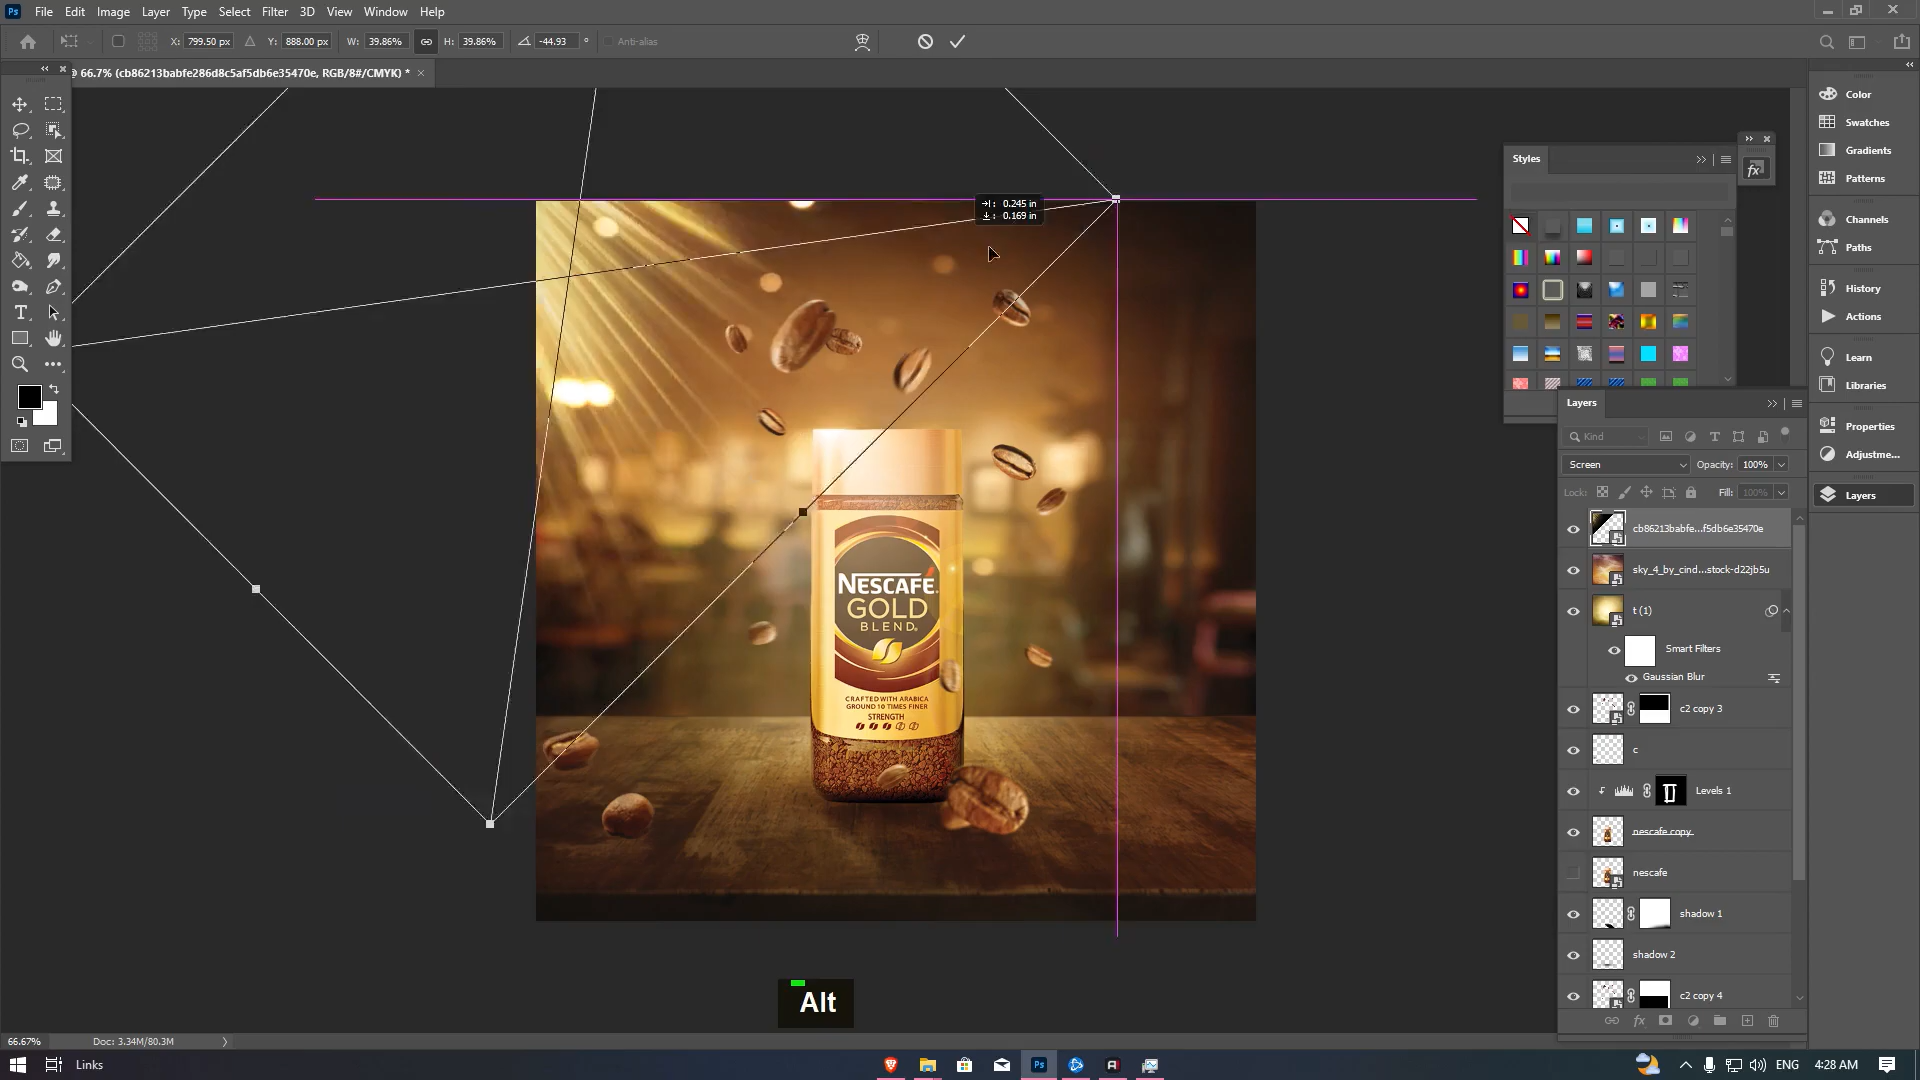 Ps File Edit Image Layer Type Select Filter 3D View Window Help
X: 799.50 px Y: 888.00 px W: 39.86% H: 39.86% -44.93 ° Anti-alias
@ 66.7% (cb86213babfe286d8c5af5db6e35470e, RGB/8#/CMYK) *
0.245 in
0.169 in
Styles
Color
Swatches
Gradients
Patterns
Channels
Paths
History
Actions
Learn
Libraries
Properties
Adjustme...
Layers
Layers
Kind
Screen Opacity: 100%
Lock: Fill: 100%
cb86213babfe...f5db6e35470e
sky_4_by_cind...stock-d22jb5u
t (1)
Smart Filters
Gaussian Blur
c2 copy 3
c
Levels 1
nescafe copy
nescafe
shadow 1
shadow 2
c2 copy 4
NESCAFÉ.
GOLD
BLEND
CRAFTED WITH ARABICA
GROUND 10 TIMES FINER
STRENGTH
Alt
66.67% Doc: 3.34M/80.3M
Links
Ps
ENG 4:28 AM